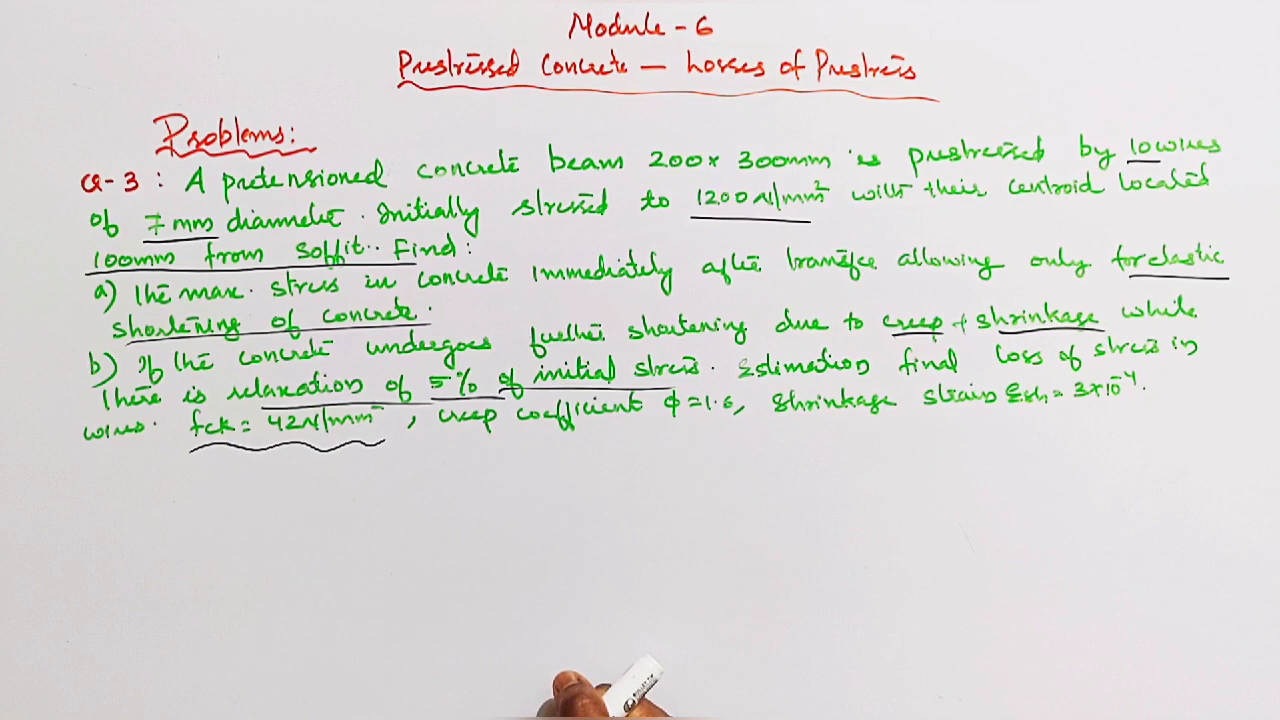 Module - 6
Prestressed Concrete — Losses of Prestress
Problems:
Q-3 : A pretensioned concrete beam 200 x 300mm is prestressed by 10 wires
of 7 mm diameter. Initially stressed to 1200 N/mm² with their centroid located
100mm from soffit. Find:
a) The max. stress in concrete immediately after transfer allowing only for elastic
shortening of concrete.
b) If the concrete undergoes further shortening due to creep + shrinkage while
there is relaxation of 5% of initial stress. Estimation final loss of stress in
wires. fck = 42 N/mm², creep coefficient φ = 1.6, shrinkage strain Esh = 3x10⁻⁴.